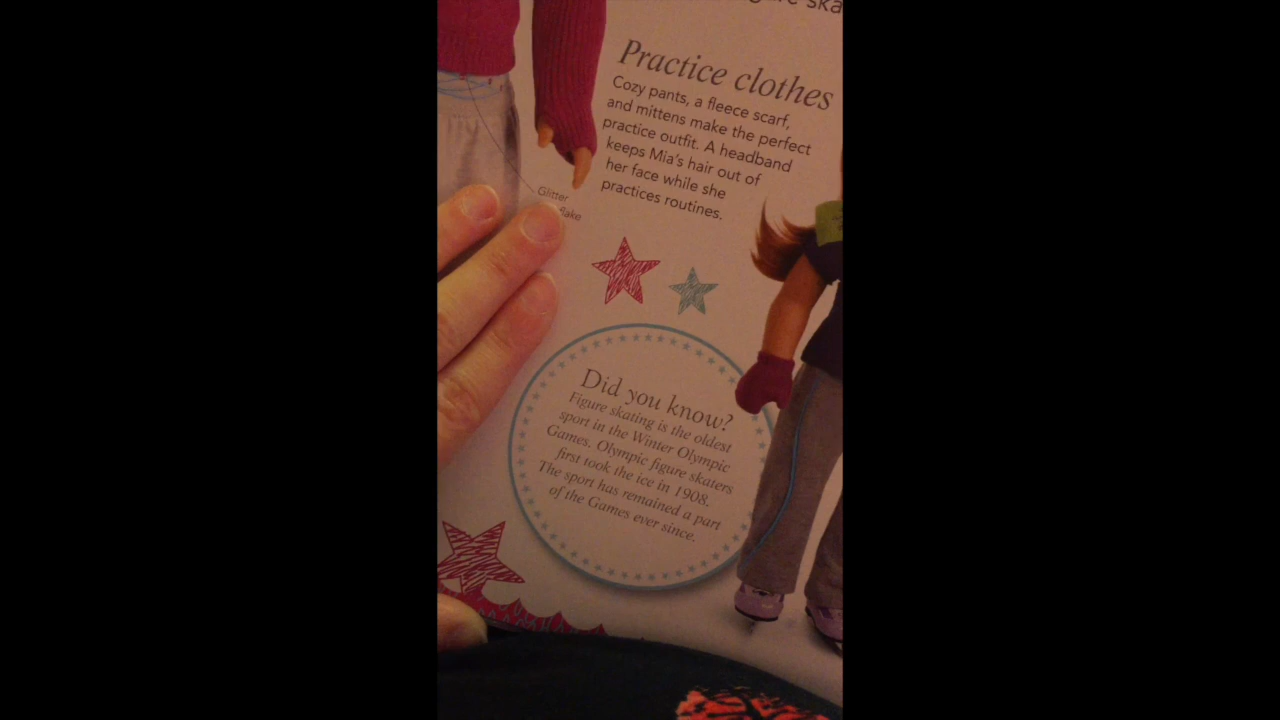 Practice clothes
Cozy pants, a fleece scarf,
and mittens make the perfect
practice outfit. A headband
keeps Mia's hair out of
her face while she
practices routines.
Glitter
Did you know?
Figure skating is the oldest
sport in the Winter Olympic
Games. Olympic figure skaters
first took the ice in 1908.
The sport has remained a part
of the Games ever since.